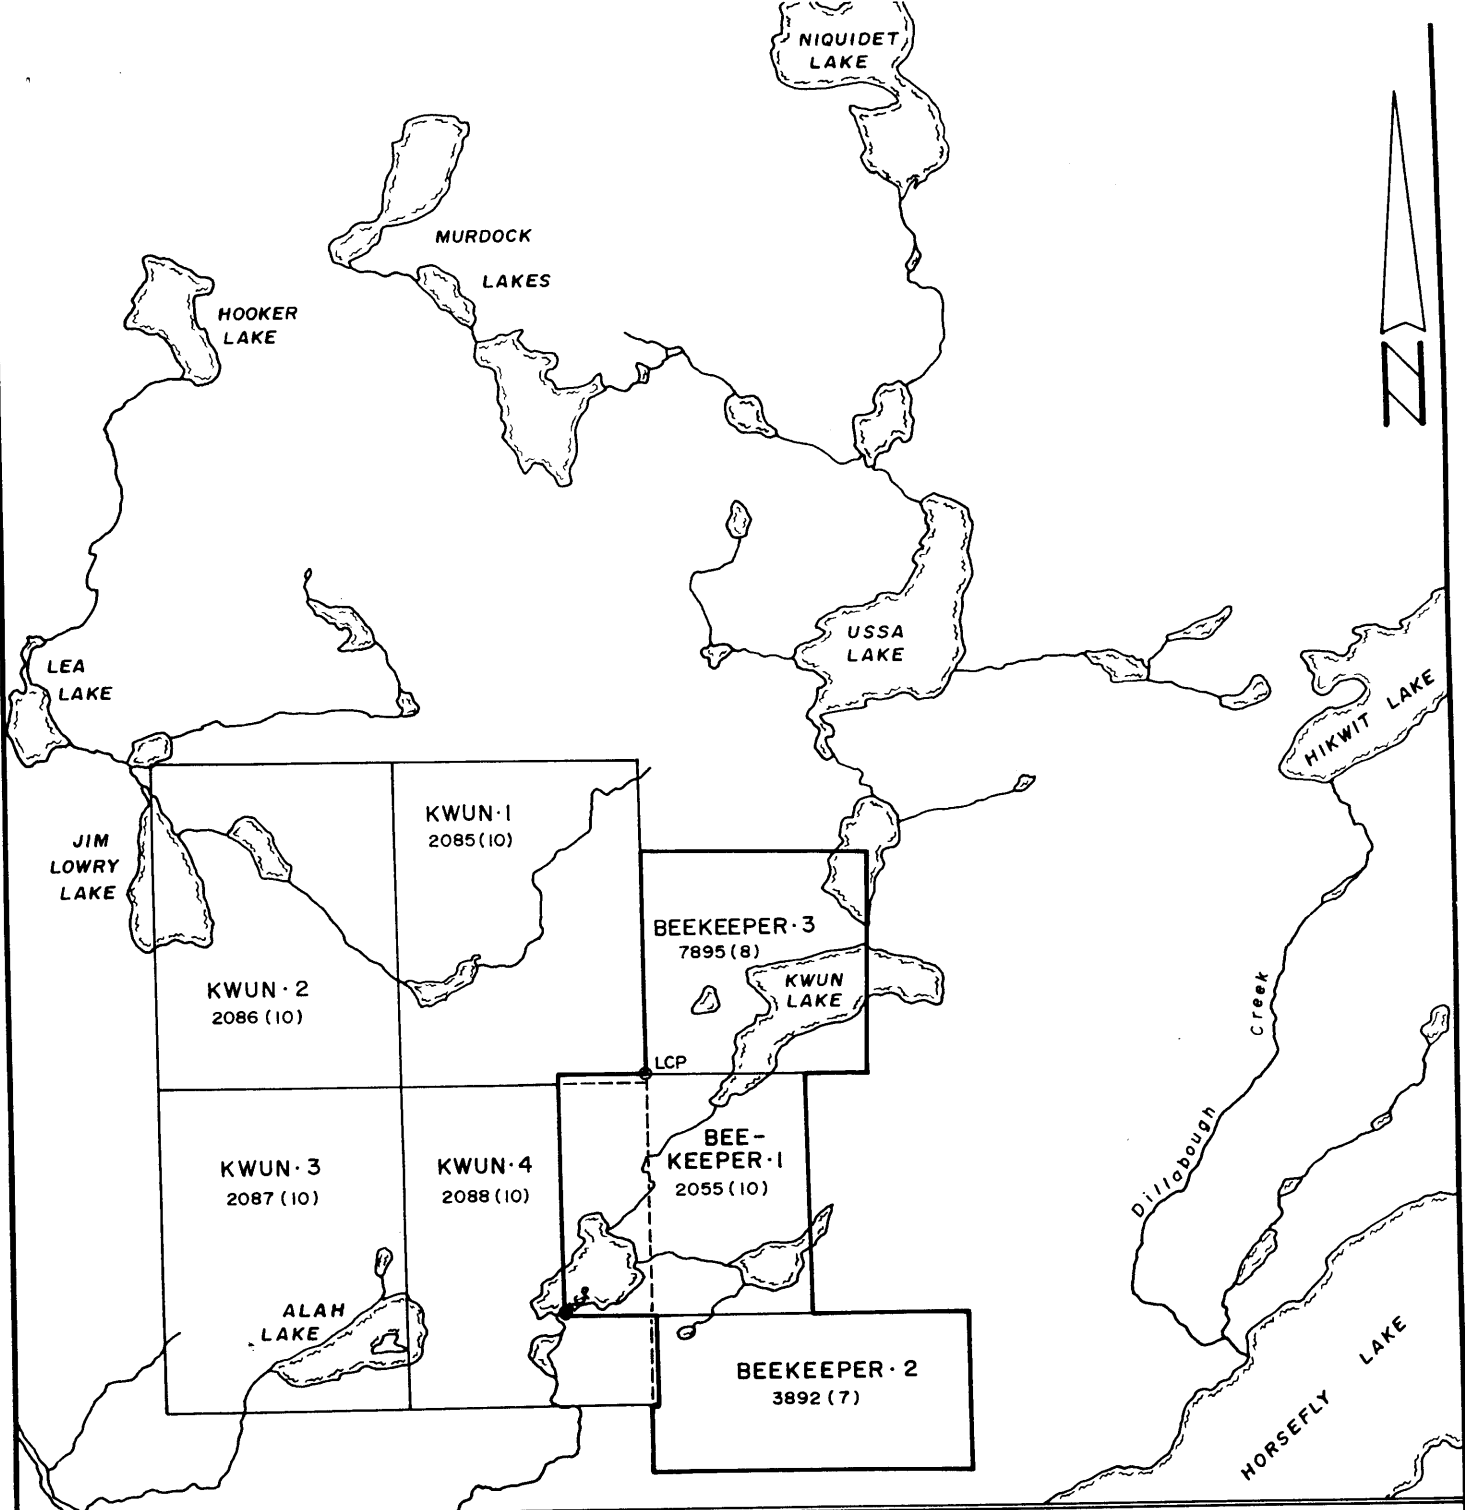 NIQUIDET
LAKE
MURDOCK
LAKES
HOOKER
LAKE
N
LEA
LAKE
USSA
LAKE
HIKWIT LAKE
KWUN·1
2085(10)
JIM
LOWRY
LAKE
BEEKEEPER·3
7895(8)
KWUN
LAKE
KWUN·2
2086(10)
Dillabough Creek
LCP
BEE-
KEEPER·1
2055(10)
KWUN·3
2087(10)
KWUN·4
2088(10)
ALAH
LAKE
BEEKEEPER·2
3892(7)
HORSEFLY LAKE